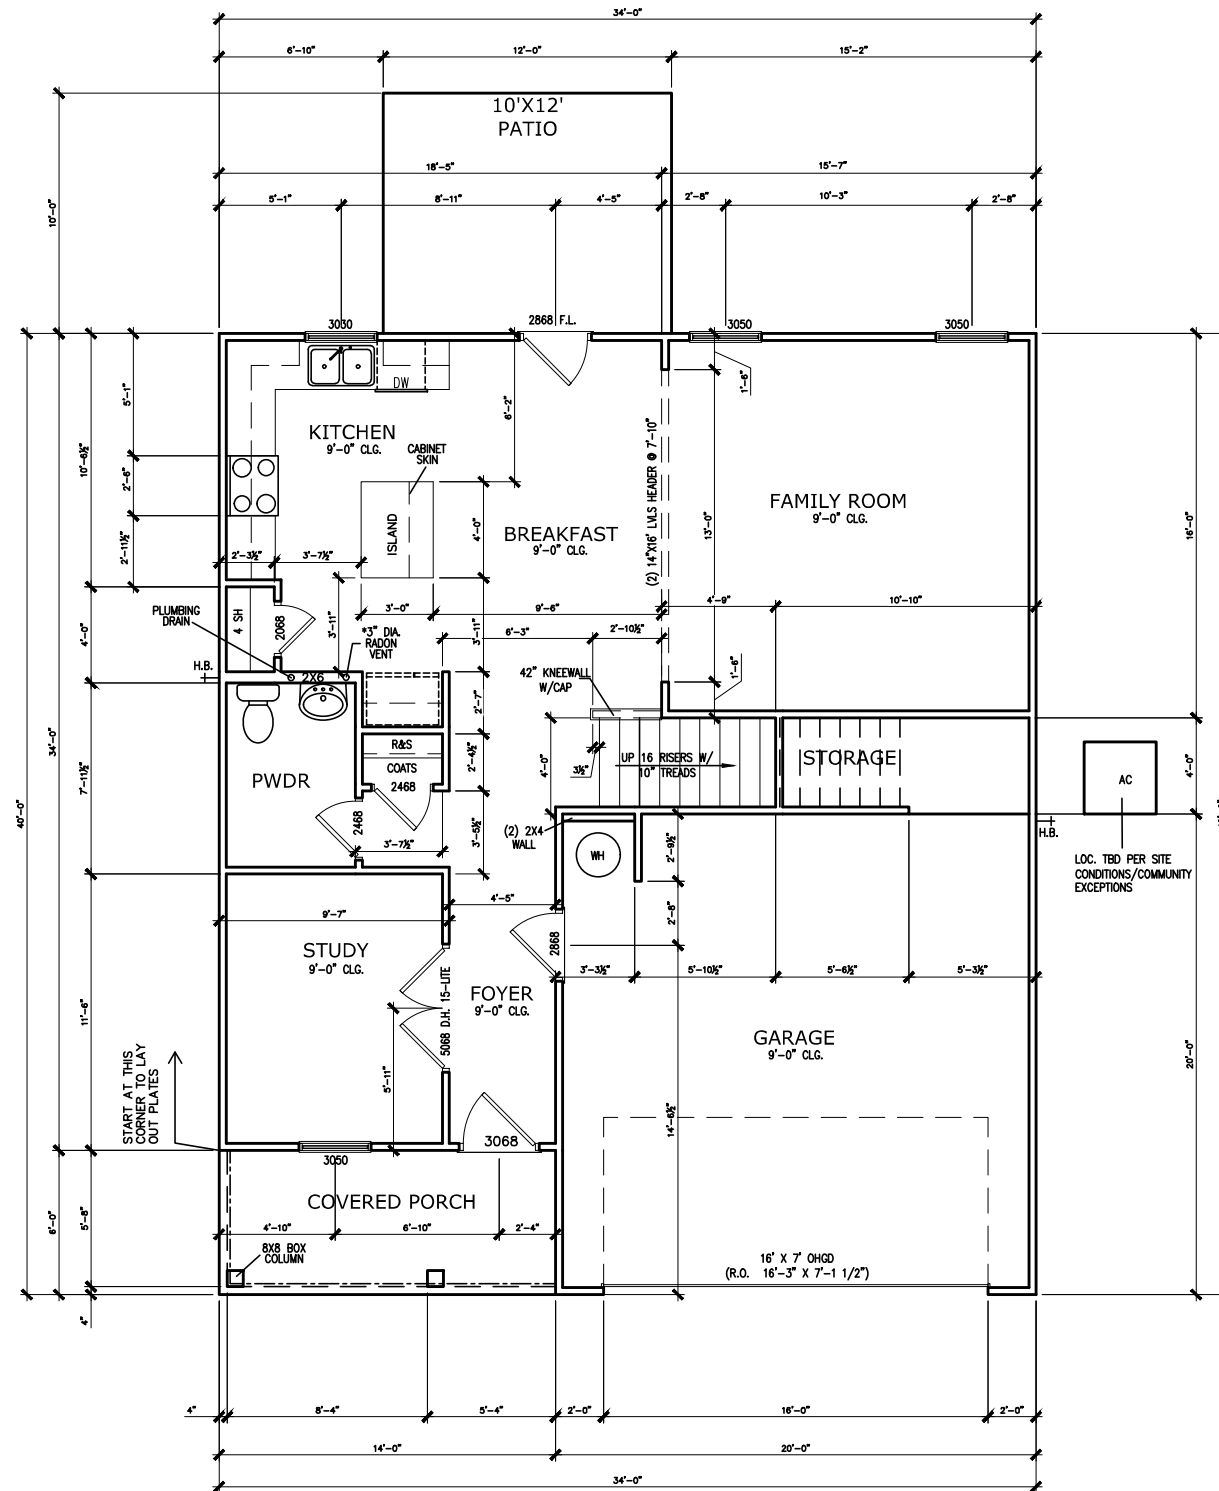 34'-0"
6'-10" 12'-0" 15'-2"
10'X12'
PATIO
18'-5" 15'-7"
5'-1" 8'-11" 4'-5" 2'-8" 10'-3" 2'-8"
10'-0"
3030 2868 F.L. 3050 3050
DW
1'-6"
5'-1"
6'-2"
KITCHEN
9'-0" CLG.
CABINET
SKIN
10'-6½"
2'-6"
(2) 14"X16' LVLS HEADER @ 7'-10"
FAMILY ROOM
9'-0" CLG.
13'-0"
16'-0"
ISLAND
4'-0"
BREAKFAST
9'-0" CLG.
2'-11½"
2'-3½" 3'-7½"
3'-0" 9'-6" 4'-9" 10'-10"
PLUMBING
DRAIN
4 SH
2068
3'-11"
*3" DIA.
RADON
VENT
3'-11"
6'-3" 2'-10½"
4'-0"
H.B.
2X6
42" KNEEWALL
W/CAP
1'-6"
2'-7"
34'-0"
40'-0"
7'-11½"
PWDR
R&S
COATS
2468
2'-4½"
4'-0"
3½"
UP 16 RISERS W/
10" TREADS
STORAGE
4'-0"
AC
2468
3'-7½"
3'-5½"
(2) 2X4
WALL
WH
2'-9½"
H.B.
LOC. TBD PER SITE
CONDITIONS/COMMUNITY
EXCEPTIONS
9'-7"
4'-5"
2'-8"
STUDY
9'-0" CLG.
2868
3'-3½" 5'-10½" 5'-6½" 5'-3½"
5068 D.H. 15-LITE
FOYER
9'-0" CLG.
11'-6"
GARAGE
9'-0" CLG.
20'-0"
START AT THIS
CORNER TO LAY
OUT PLATES
5'-11"
14'-6½"
3068
3050
COVERED PORCH
6'-0"
5'-8"
4'-10" 6'-10" 2'-4"
8X8 BOX
COLUMN
16' X 7' OHGD
(R.O. 16'-3" X 7'-1 1/2")
4"
4" 8'-4" 5'-4" 2'-0" 16'-0" 2'-0"
14'-0" 20'-0"
34'-0"